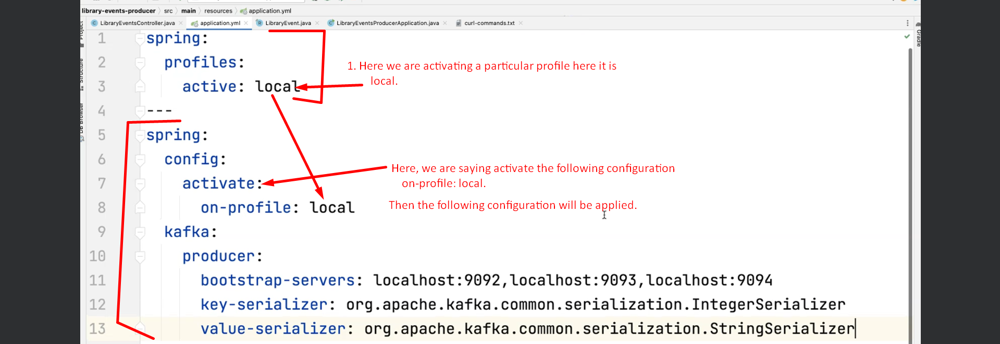 library-events-producer src main resources application.yml
LibraryEventsController.java application.yml LibraryEvent.java LibraryEventsProducerApplication.java curl-commands.txt
Project
Structure
DB Browser
Gradle
1 spring:
2 profiles:
3 active: local
4 ---
5 spring:
6 config:
7 activate:
8 on-profile: local
9 kafka:
10 producer:
11 bootstrap-servers: localhost:9092,localhost:9093,localhost:9094
12 key-serializer: org.apache.kafka.common.serialization.IntegerSerializer
13 value-serializer: org.apache.kafka.common.serialization.StringSerializer
1. Here we are activating a particular profile here it is
local.
Here, we are saying activate the following configuration
on-profile: local.
Then the following configuration will be applied.